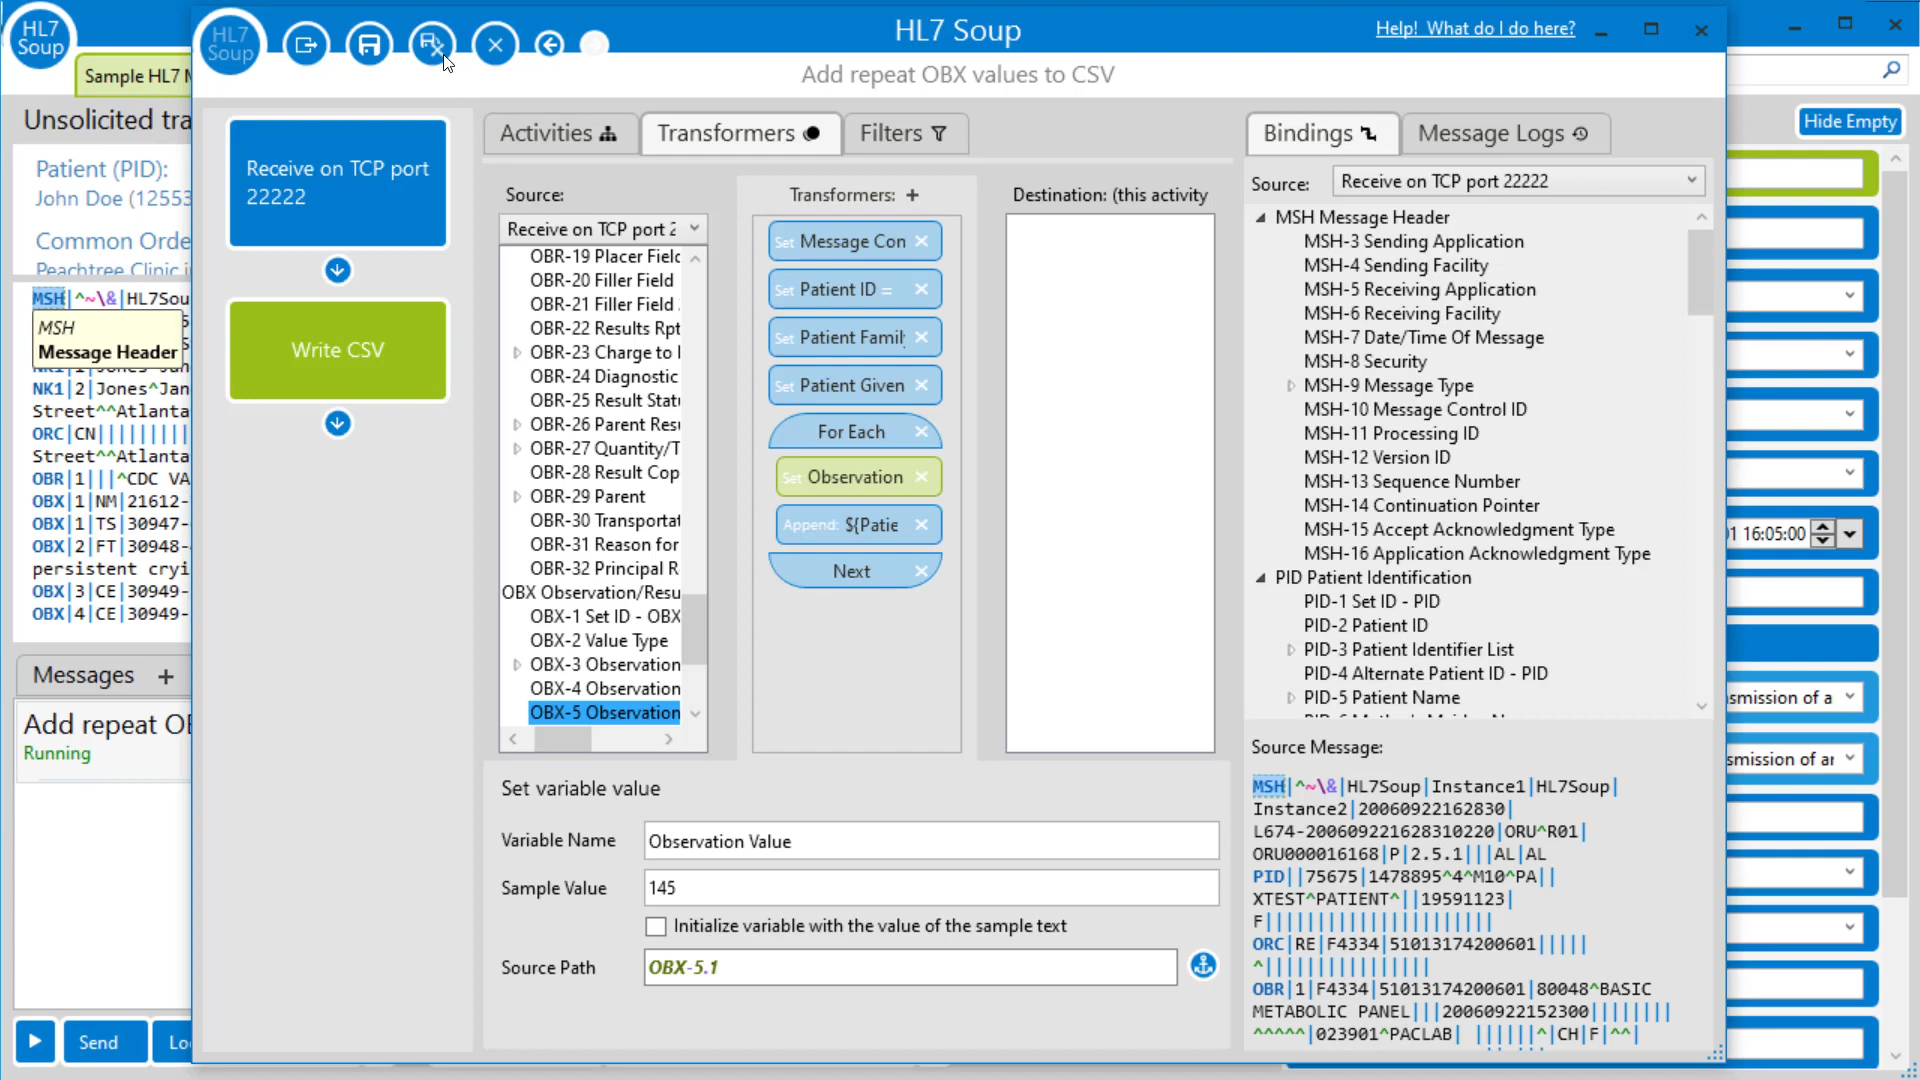 HL7
Soup
HL7
Soup
HL7 Soup
Help! What do I do here?
Sample HL7 M
Add repeat OBX values to CSV
Unsolicited tra
Hide Empty
Patient (PID):
John Doe (12553
Common Orde
Peachtree Clinic i
MSH|^~\&|HL7Sou
MSH
Message Header
NK1|2|Jones^Jan
Street^^Atlanta
ORC|CN|||||||||
Street^^Atlanta
OBR|1|||^CDC VA
OBX|1|NM|21612-
OBX|1|TS|30947-
OBX|2|FT|30948-
persistent cryi
OBX|3|CE|30949-
OBX|4|CE|30949-
Messages +
Add repeat OB
Running
Send
Lo
Receive on TCP port
22222
Write CSV
Activities
Transformers
Filters
Source:
Receive on TCP port 2
OBR-19 Placer Field
OBR-20 Filler Field
OBR-21 Filler Field
OBR-22 Results Rpt
OBR-23 Charge to
OBR-24 Diagnostic
OBR-25 Result Statu
OBR-26 Parent Resu
OBR-27 Quantity/T
OBR-28 Result Cop
OBR-29 Parent
OBR-30 Transportat
OBR-31 Reason for
OBR-32 Principal R
OBX Observation/Resu
OBX-1 Set ID - OBX
OBX-2 Value Type
OBX-3 Observation
OBX-4 Observation
OBX-5 Observation
Transformers: +
Set Message Con
Set Patient ID =
Set Patient Famil
Set Patient Given
For Each
Set Observation
Append: ${Patie
Next
Destination: (this activity
Set variable value
Variable Name Observation Value
Sample Value 145
Initialize variable with the value of the sample text
Source Path OBX-5.1
Bindings
Message Logs
Source: Receive on TCP port 22222
MSH Message Header
MSH-3 Sending Application
MSH-4 Sending Facility
MSH-5 Receiving Application
MSH-6 Receiving Facility
MSH-7 Date/Time Of Message
MSH-8 Security
MSH-9 Message Type
MSH-10 Message Control ID
MSH-11 Processing ID
MSH-12 Version ID
MSH-13 Sequence Number
MSH-14 Continuation Pointer
MSH-15 Accept Acknowledgment Type
MSH-16 Application Acknowledgment Type
PID Patient Identification
PID-1 Set ID - PID
PID-2 Patient ID
PID-3 Patient Identifier List
PID-4 Alternate Patient ID - PID
PID-5 Patient Name
Source Message:
MSH|^~\&|HL7Soup|Instance1|HL7Soup|
Instance2|20060922162830|
L674-200609221628310220|ORU^R01|
ORU000016168|P|2.5.1|||AL|AL
PID||75675|1478895^4^M10^PA||
XTEST^PATIENT^||19591123|
F||||||||||||||||||||||
ORC|RE|F4334|51013174200601|||||
^||||||||||||||||
OBR|1|F4334|51013174200601|80048^BASIC
METABOLIC PANEL|||20060922152300||||||||
^^^^^|023901^PACLAB| ||||||^|CH|F|^^|
01 16:05:00
smission of a
smission of ar